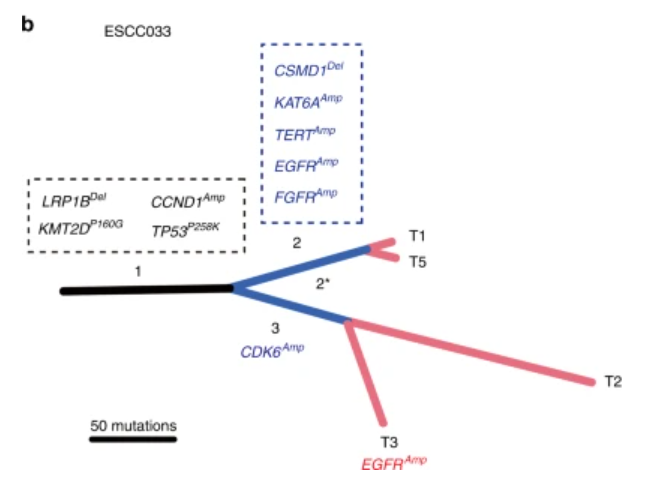 b
ESCC033
CSMD1^Del
KAT6A^Amp
TERT^Amp
EGFR^Amp
FGFR^Amp
LRP1B^Del CCND1^Amp
KMT2D^P160G TP53^P258K
2
T1
T5
1
2*
3
CDK6^Amp
T2
50 mutations
T3
EGFR^Amp